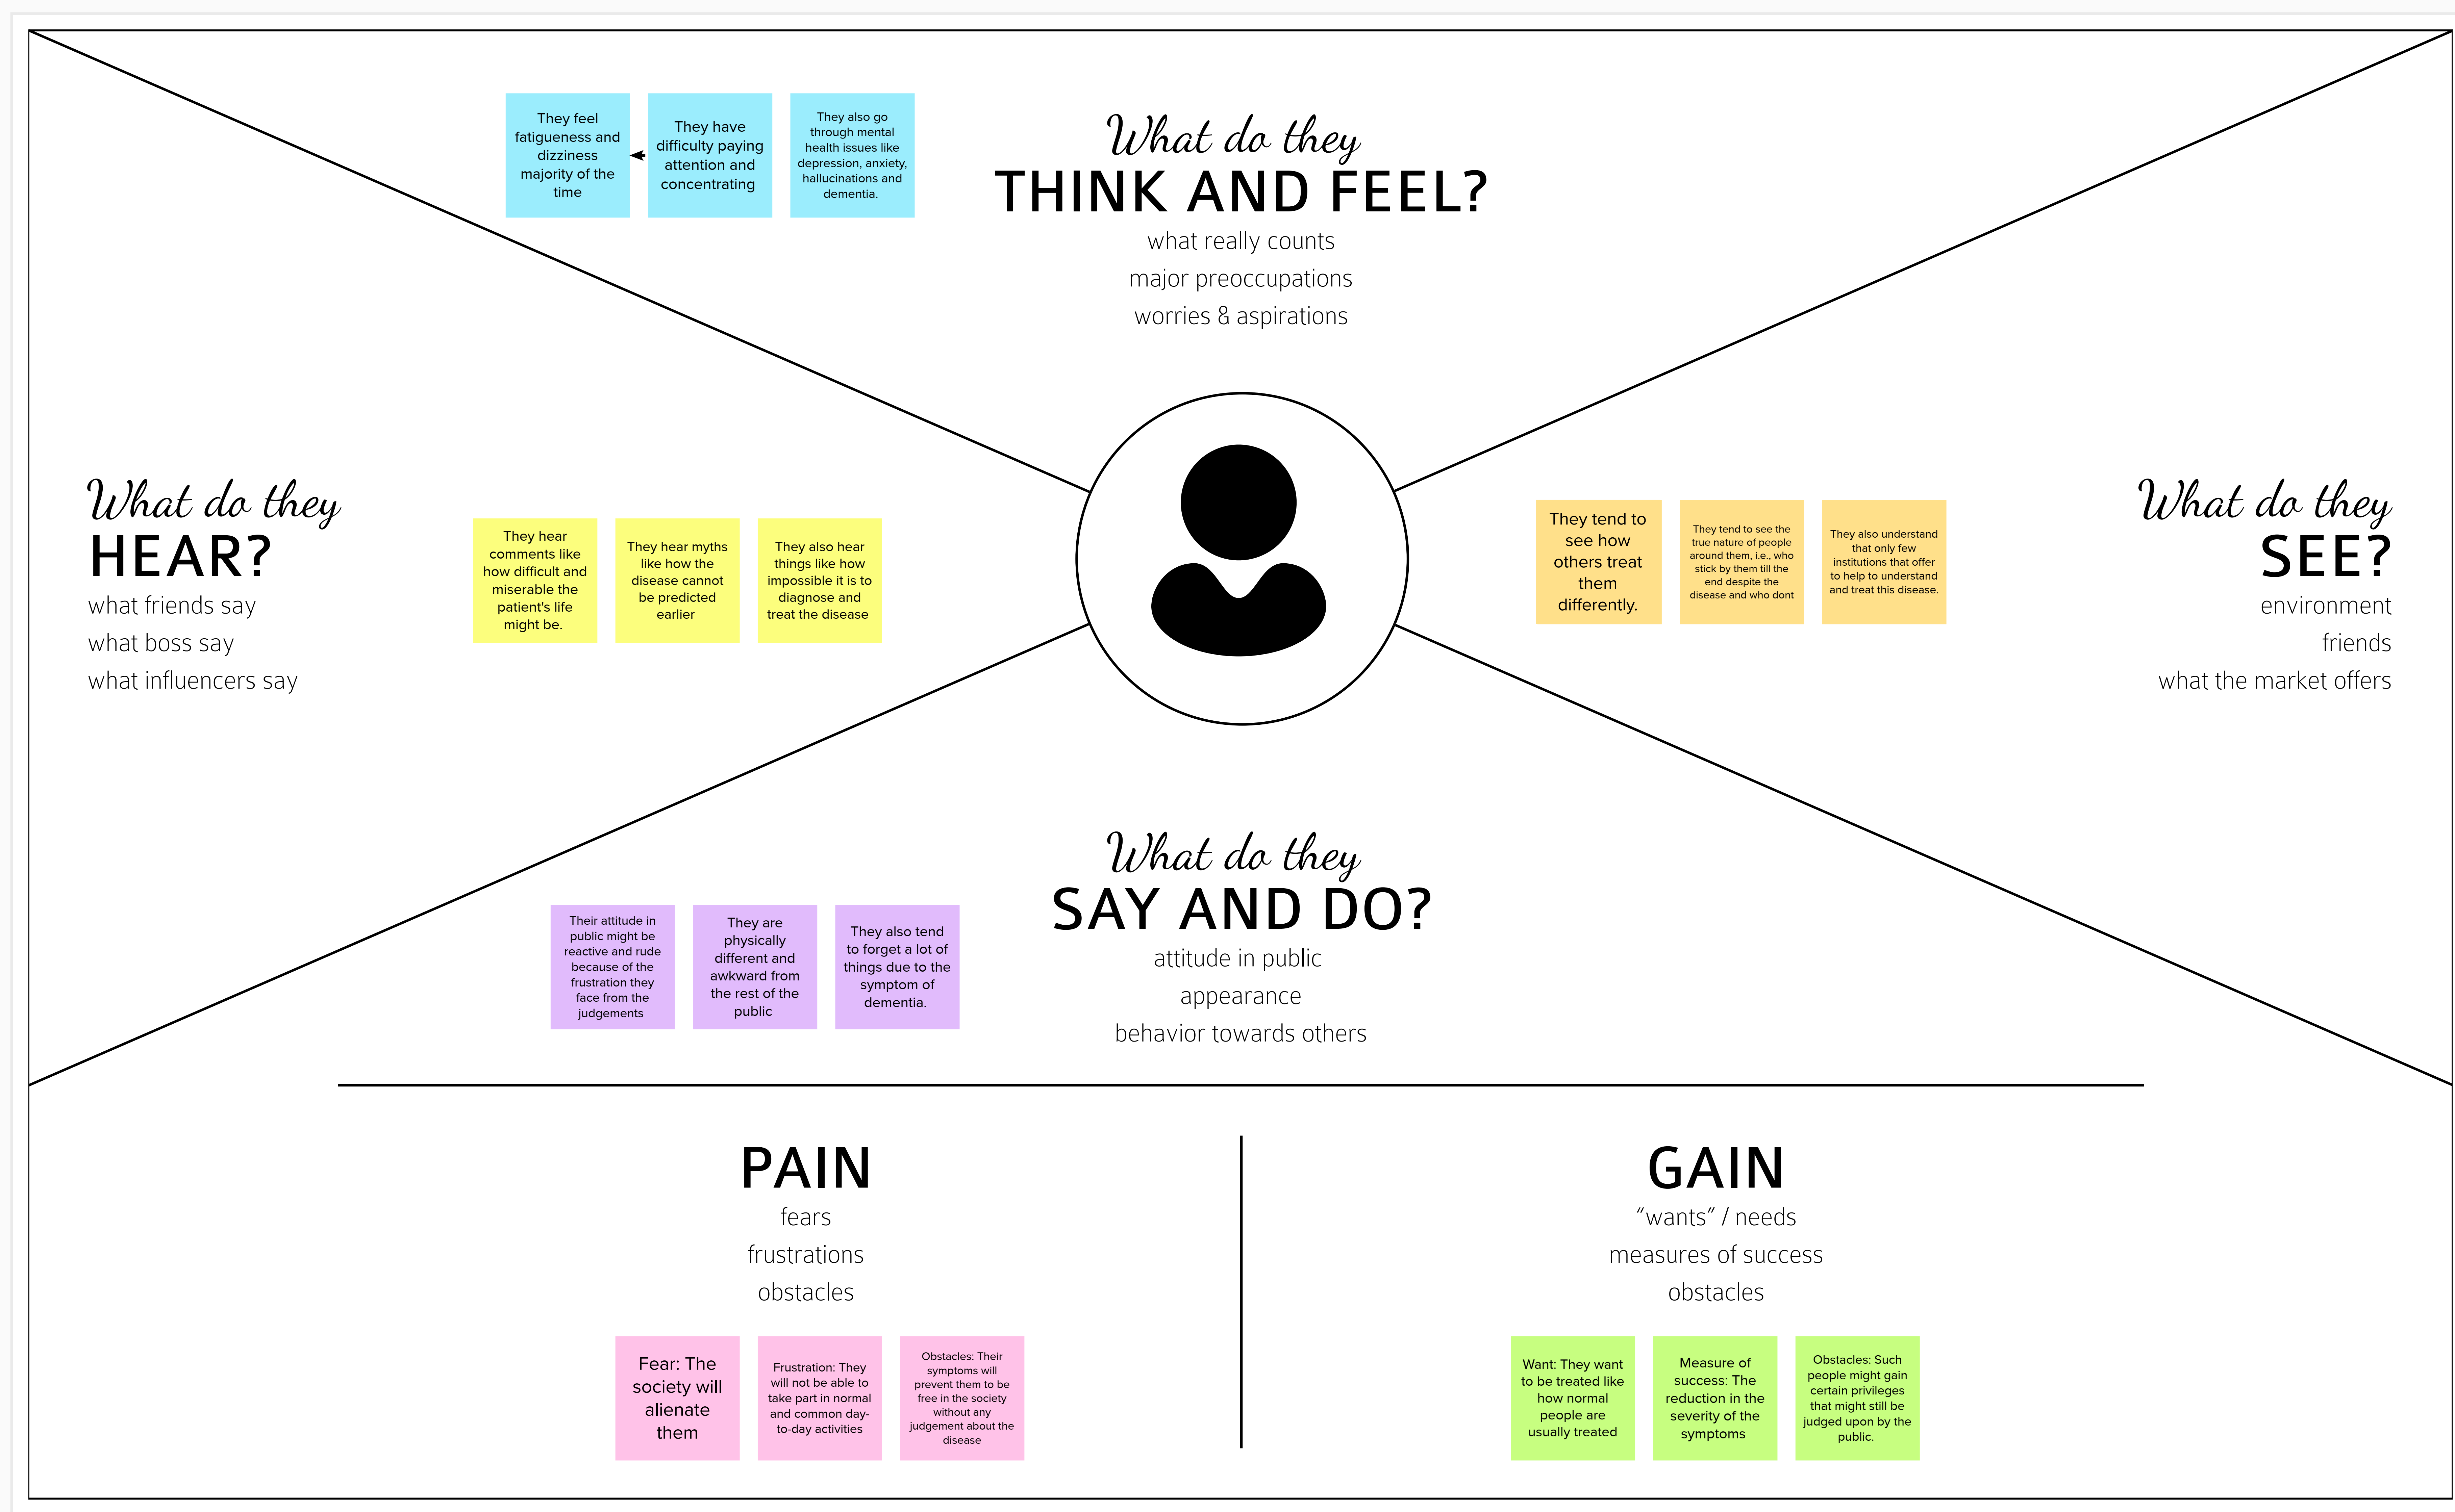 They feel
fatigueness and
dizziness
majority of the
time
They have
difficulty paying
attention and
concentrating
They also go
through mental
health issues like
depression, anxiety,
hallucinations and
dementia.
What do they
THINK AND FEEL?
what really counts
major preoccupations
worries & aspirations
What do they
HEAR?
what friends say
what boss say
what influencers say
They hear
comments like
how difficult and
miserable the
patient's life
might be.
They hear myths
like how the
disease cannot
be predicted
earlier
They also hear
things like how
impossible it is to
diagnose and
treat the disease
They tend to
see how
others treat
them
differently.
They tend to see the
true nature of people
around them, i.e., who
stick by them till the
end despite the
disease and who dont
They also understand
that only few
institutions that offer
to help to understand
and treat this disease.
What do they
SEE?
environment
friends
what the market offers
What do they
SAY AND DO?
attitude in public
appearance
behavior towards others
Their attitude in
public might be
reactive and rude
because of the
frustration they
face from the
judgements
They are
physically
different and
awkward from
the rest of the
public
They also tend
to forget a lot of
things due to the
symptom of
dementia.
PAIN
fears
frustrations
obstacles
Fear: The
society will
alienate
them
Frustration: They
will not be able to
take part in normal
and common day-
to-day activities
Obstacles: Their
symptoms will
prevent them to be
free in the society
without any
judgement about the
disease
GAIN
“wants” / needs
measures of success
obstacles
Want: They want
to be treated like
how normal
people are
usually treated
Measure of
success: The
reduction in the
severity of the
symptoms
Obstacles: Such
people might gain
certain privileges
that might still be
judged upon by the
public.